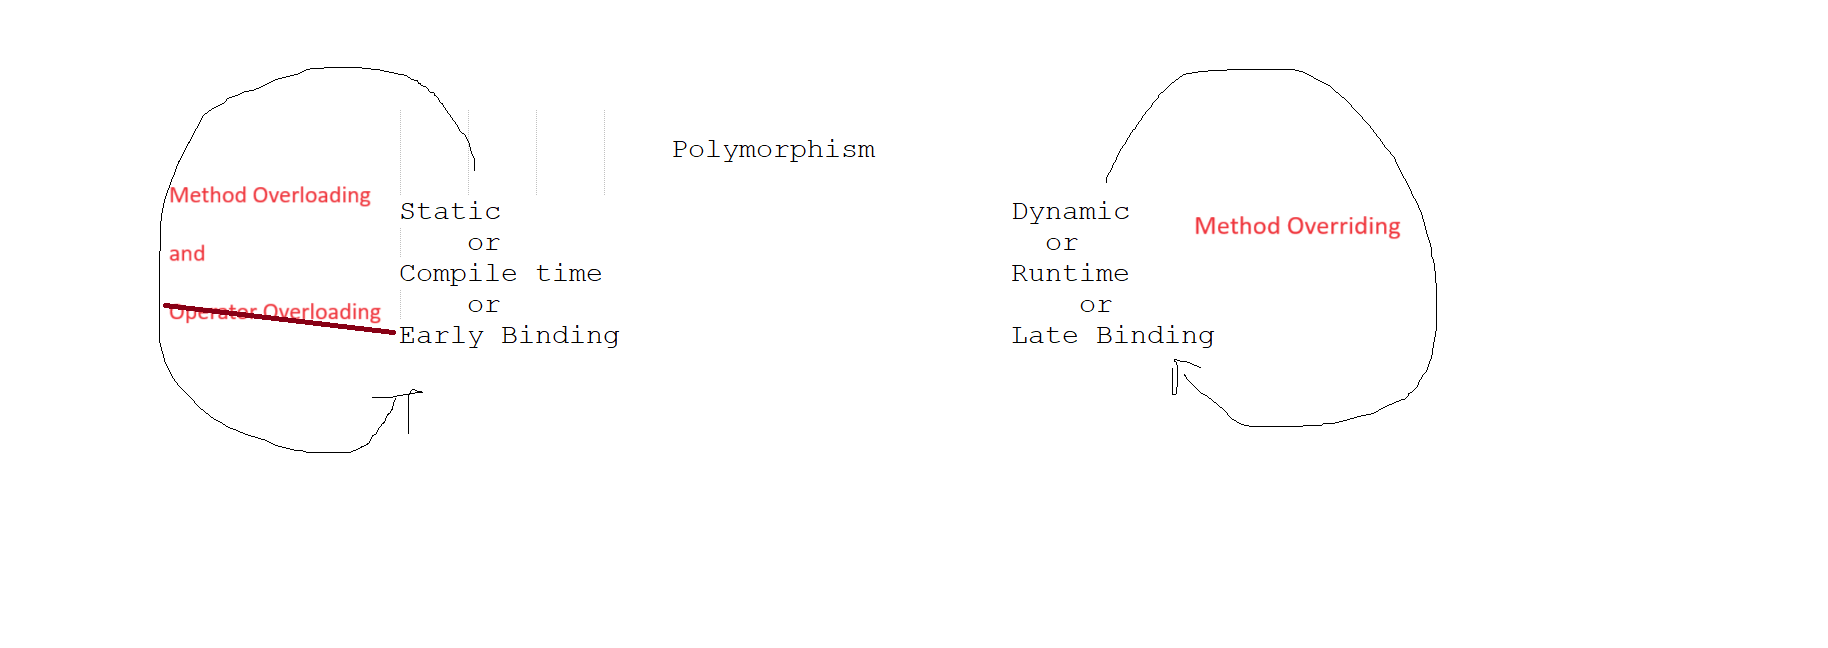 Polymorphism
Method Overloading
and
Operator Overloading
Static
or
Compile time
or
Early Binding
Dynamic
or
Runtime
or
Late Binding
Method Overriding